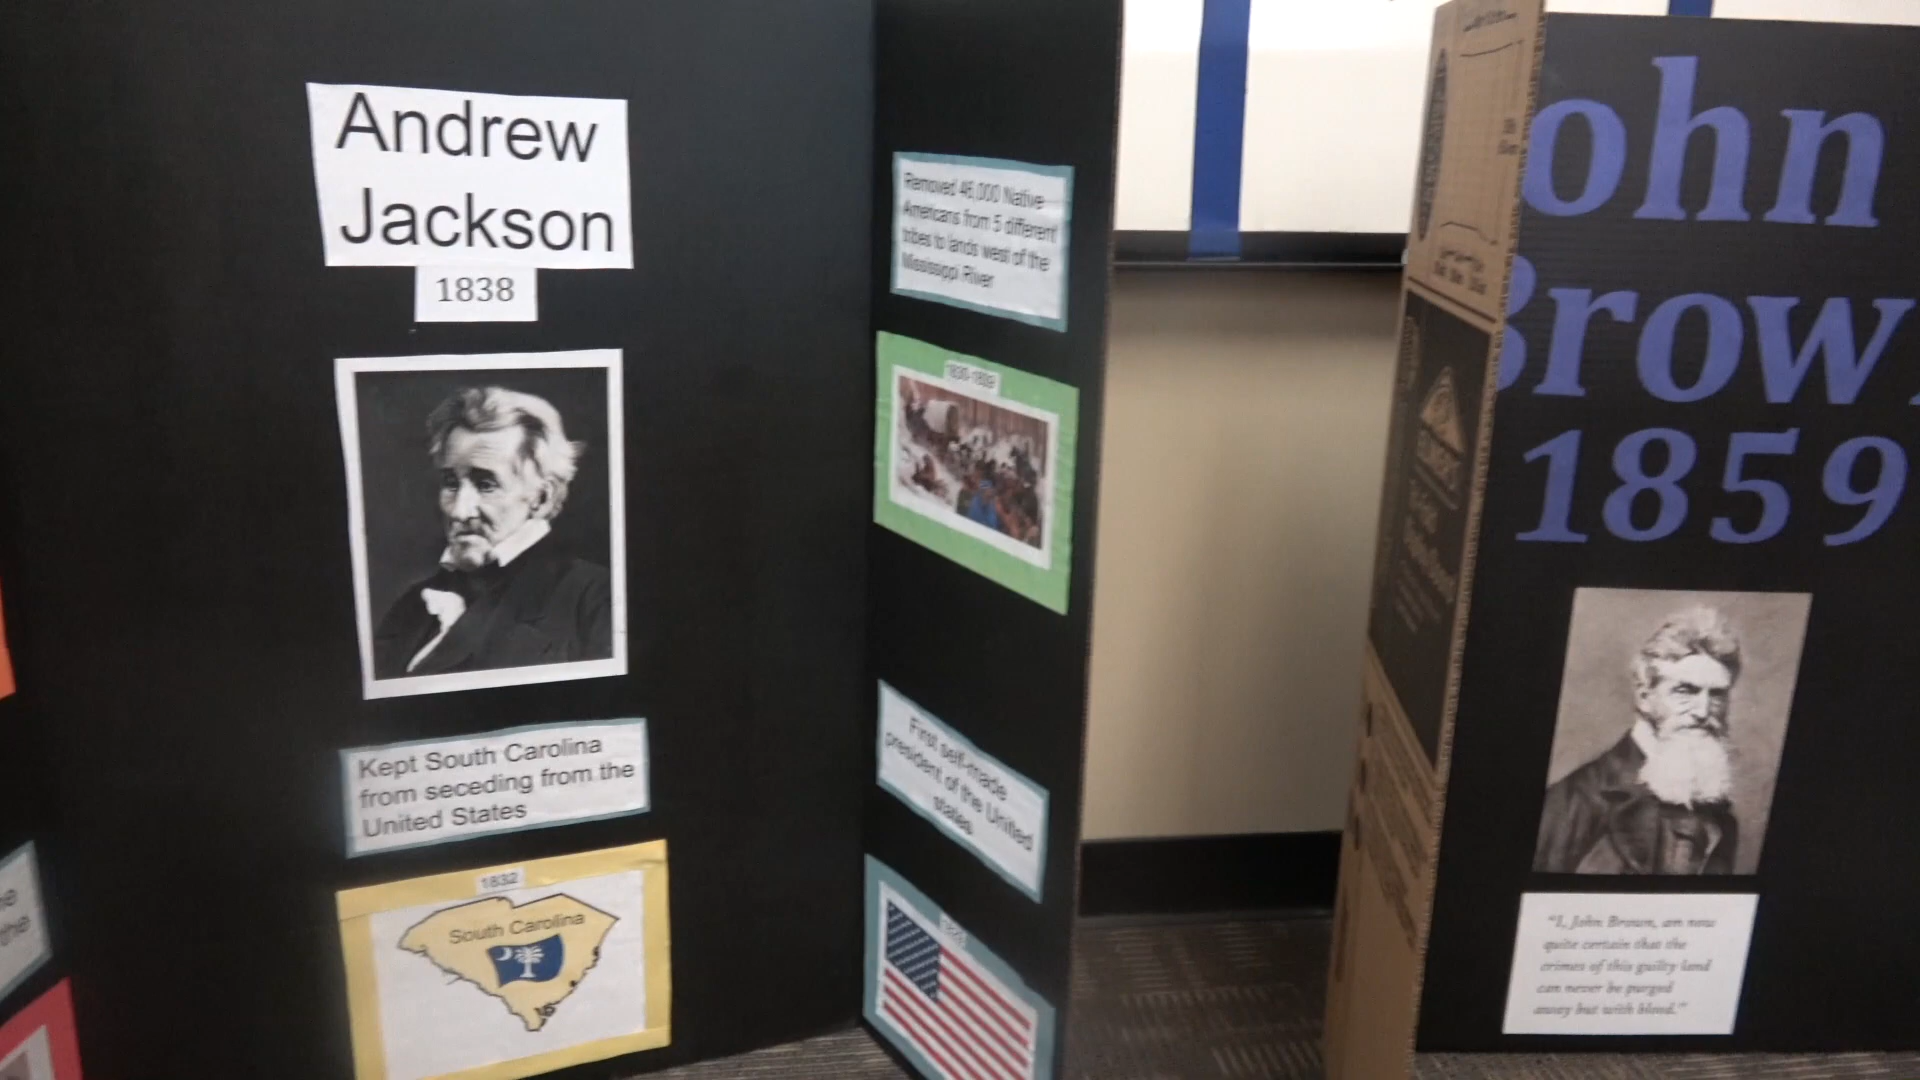 Andrew
Jackson
1838
Kept South Carolina
from seceding from the
United States
1832
South Carolina
the
Removed 46,000 Native
Americans from 5 different
tribes to lands west of the
Mississippi River
First self-made
president of the United
states
ohn
Brow
1859
"I, John Brown, am now
quite certain that the
crimes of this guilty land
can never be purged
away but with blood."